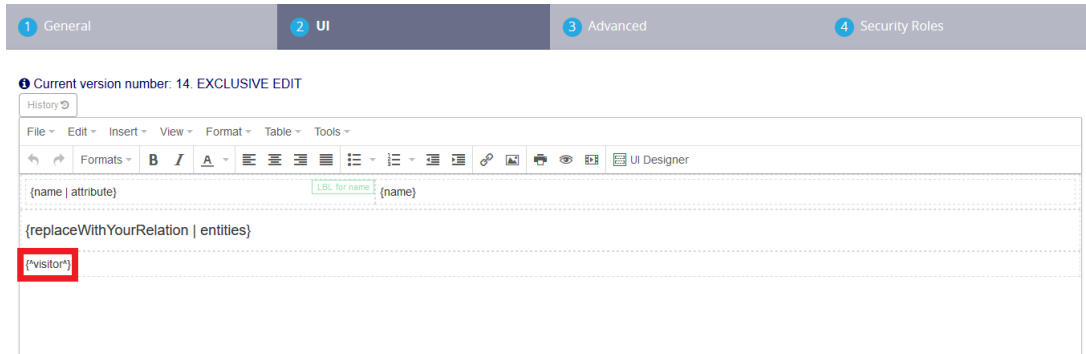 1 General 2 UI 3 Advanced 4 Security Roles
Current version number: 14. EXCLUSIVE EDIT
History
File Edit Insert View Format Table Tools
Formats B I A UI Designer
{name | attribute} LBL for name {name}
{replaceWithYourRelation | entities}
{^visitor^}